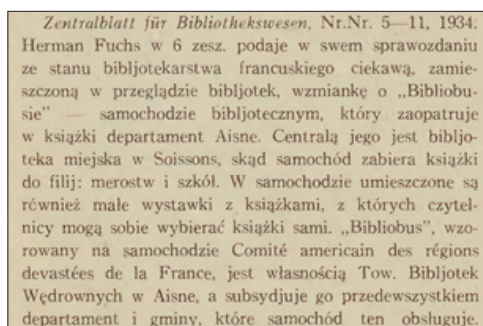 Zentralblatt für Bibliothekswesen, Nr.Nr. 5—11, 1934.
Herman Fuchs w 6 zesz. podaje w swem sprawozdaniu
ze stanu bibljotekarstwa francuskiego ciekawą, zamie-
szczoną w przeglądzie bibljotek, wzmiankę o „Bibliobu-
sie" — samochodzie bibljotecznym, który zaopatruje
w książki departament Aisne. Centralą jego jest bibljo-
teka miejska w Soissons, skąd samochód zabiera książki
do filij: merostw i szkół. W samochodzie umieszczone są
również małe wystawki z książkami, z których czytel-
nicy mogą sobie wybierać książki sami. „Bibliobus", wzo-
rowany na samochodzie Comité americain des régions
devastées de la France, jest własnością Tow. Bibljotek
Wędrownych w Aisne, a subsydjuje go przedewszystkiem
departament i gminy, które samochód ten obsługuje.